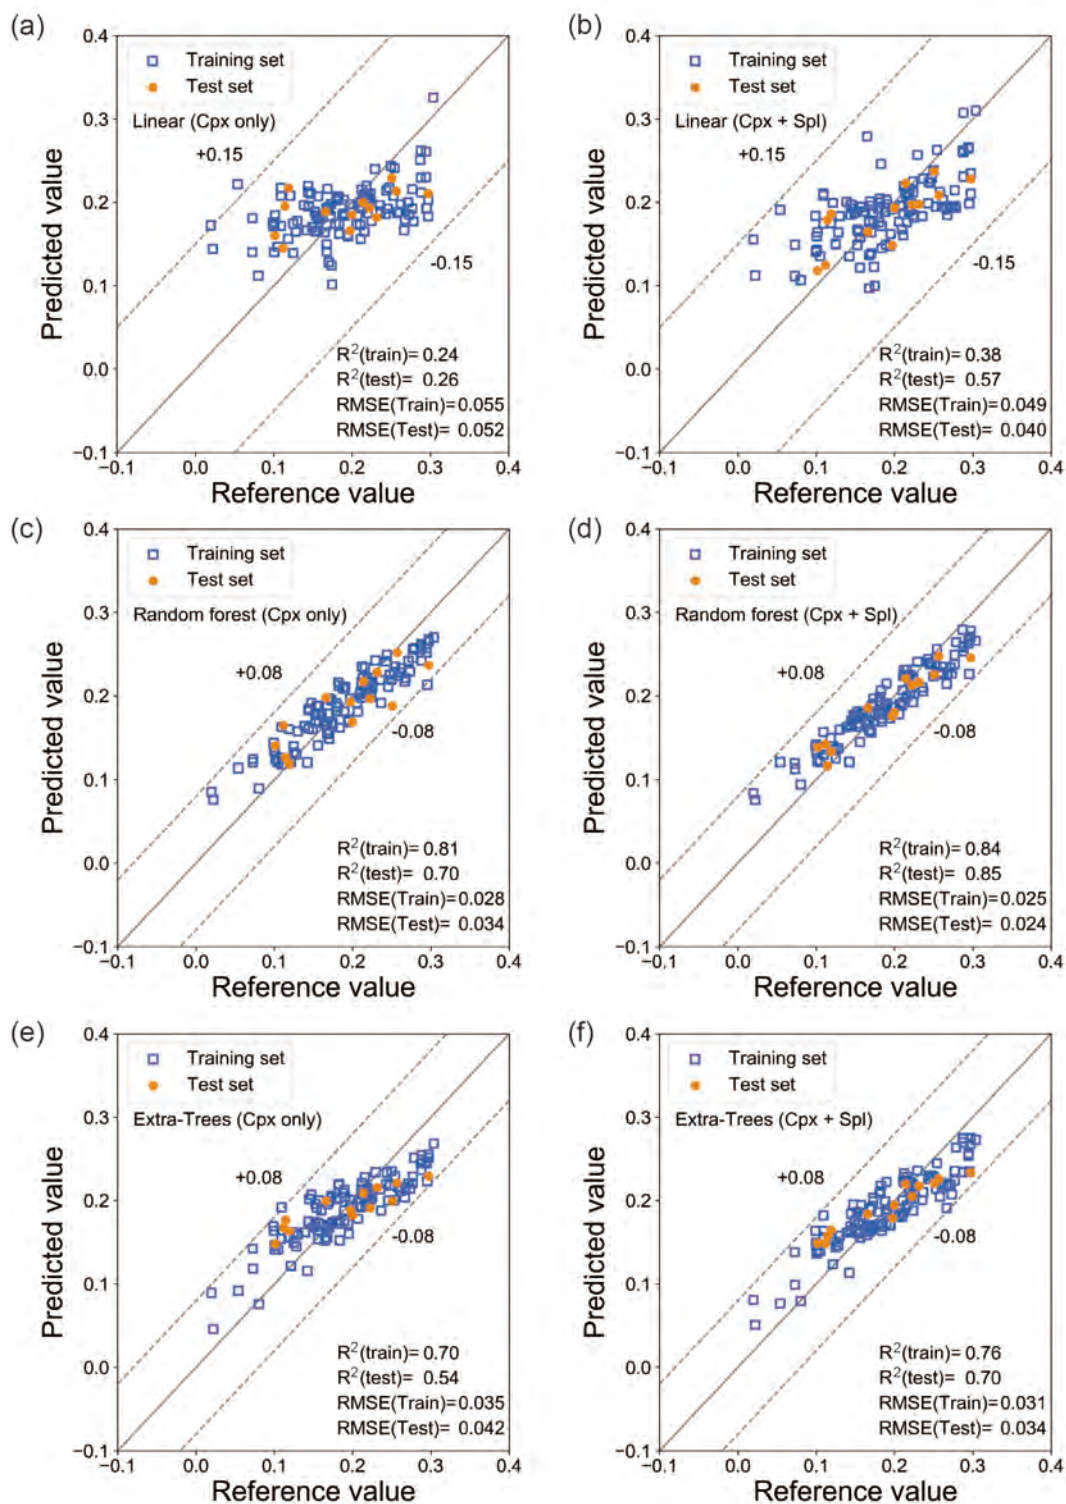 (a)
0.4
0.3
0.2
0.1
0.0
−0.1
Predicted value
Training set
Test set
Linear (Cpx only)
+0.15
-0.15
R²(train)= 0.24
R²(test)= 0.26
RMSE(Train)=0.055
RMSE(Test)= 0.052
−0.1 0.0 0.1 0.2 0.3 0.4
Reference value
(b)
0.4
0.3
0.2
0.1
0.0
−0.1
Predicted value
Training set
Test set
Linear (Cpx + Spl)
+0.15
-0.15
R²(train)= 0.38
R²(test)= 0.57
RMSE(Train)=0.049
RMSE(Test)= 0.040
−0.1 0.0 0.1 0.2 0.3 0.4
Reference value
(c)
0.4
0.3
0.2
0.1
0.0
−0.1
Predicted value
Training set
Test set
Random forest (Cpx only)
+0.08
-0.08
R²(train)= 0.81
R²(test)= 0.70
RMSE(Train)=0.028
RMSE(Test)= 0.034
−0.1 0.0 0.1 0.2 0.3 0.4
Reference value
(d)
0.4
0.3
0.2
0.1
0.0
−0.1
Predicted value
Training set
Test set
Random forest (Cpx + Spl)
+0.08
-0.08
R²(train)= 0.84
R²(test)= 0.85
RMSE(Train)=0.025
RMSE(Test)= 0.024
−0.1 0.0 0.1 0.2 0.3 0.4
Reference value
(e)
0.4
0.3
0.2
0.1
0.0
−0.1
Predicted value
Training set
Test set
Extra-Trees (Cpx only)
+0.08
-0.08
R²(train)= 0.70
R²(test)= 0.54
RMSE(Train)=0.035
RMSE(Test)= 0.042
−0.1 0.0 0.1 0.2 0.3 0.4
Reference value
(f)
0.4
0.3
0.2
0.1
0.0
−0.1
Predicted value
Training set
Test set
Extra-Trees (Cpx + Spl)
+0.08
-0.08
R²(train)= 0.76
R²(test)= 0.70
RMSE(Train)=0.031
RMSE(Test)= 0.034
−0.1 0.0 0.1 0.2 0.3 0.4
Reference value